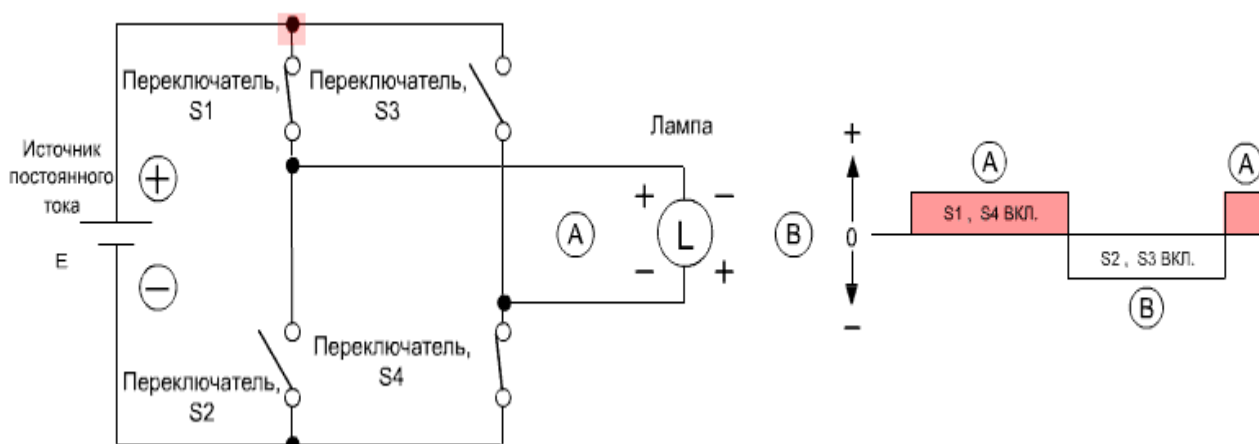 Переключатель,
S1
Переключатель,
S3
Лампа
Источник
постоянного
тока
+
−
E
Переключатель,
S2
Переключатель,
S4
A
+ −
L
− +
B
+
0
−
A
S1 , S4 ВКЛ.
S2 , S3 ВКЛ.
B
A